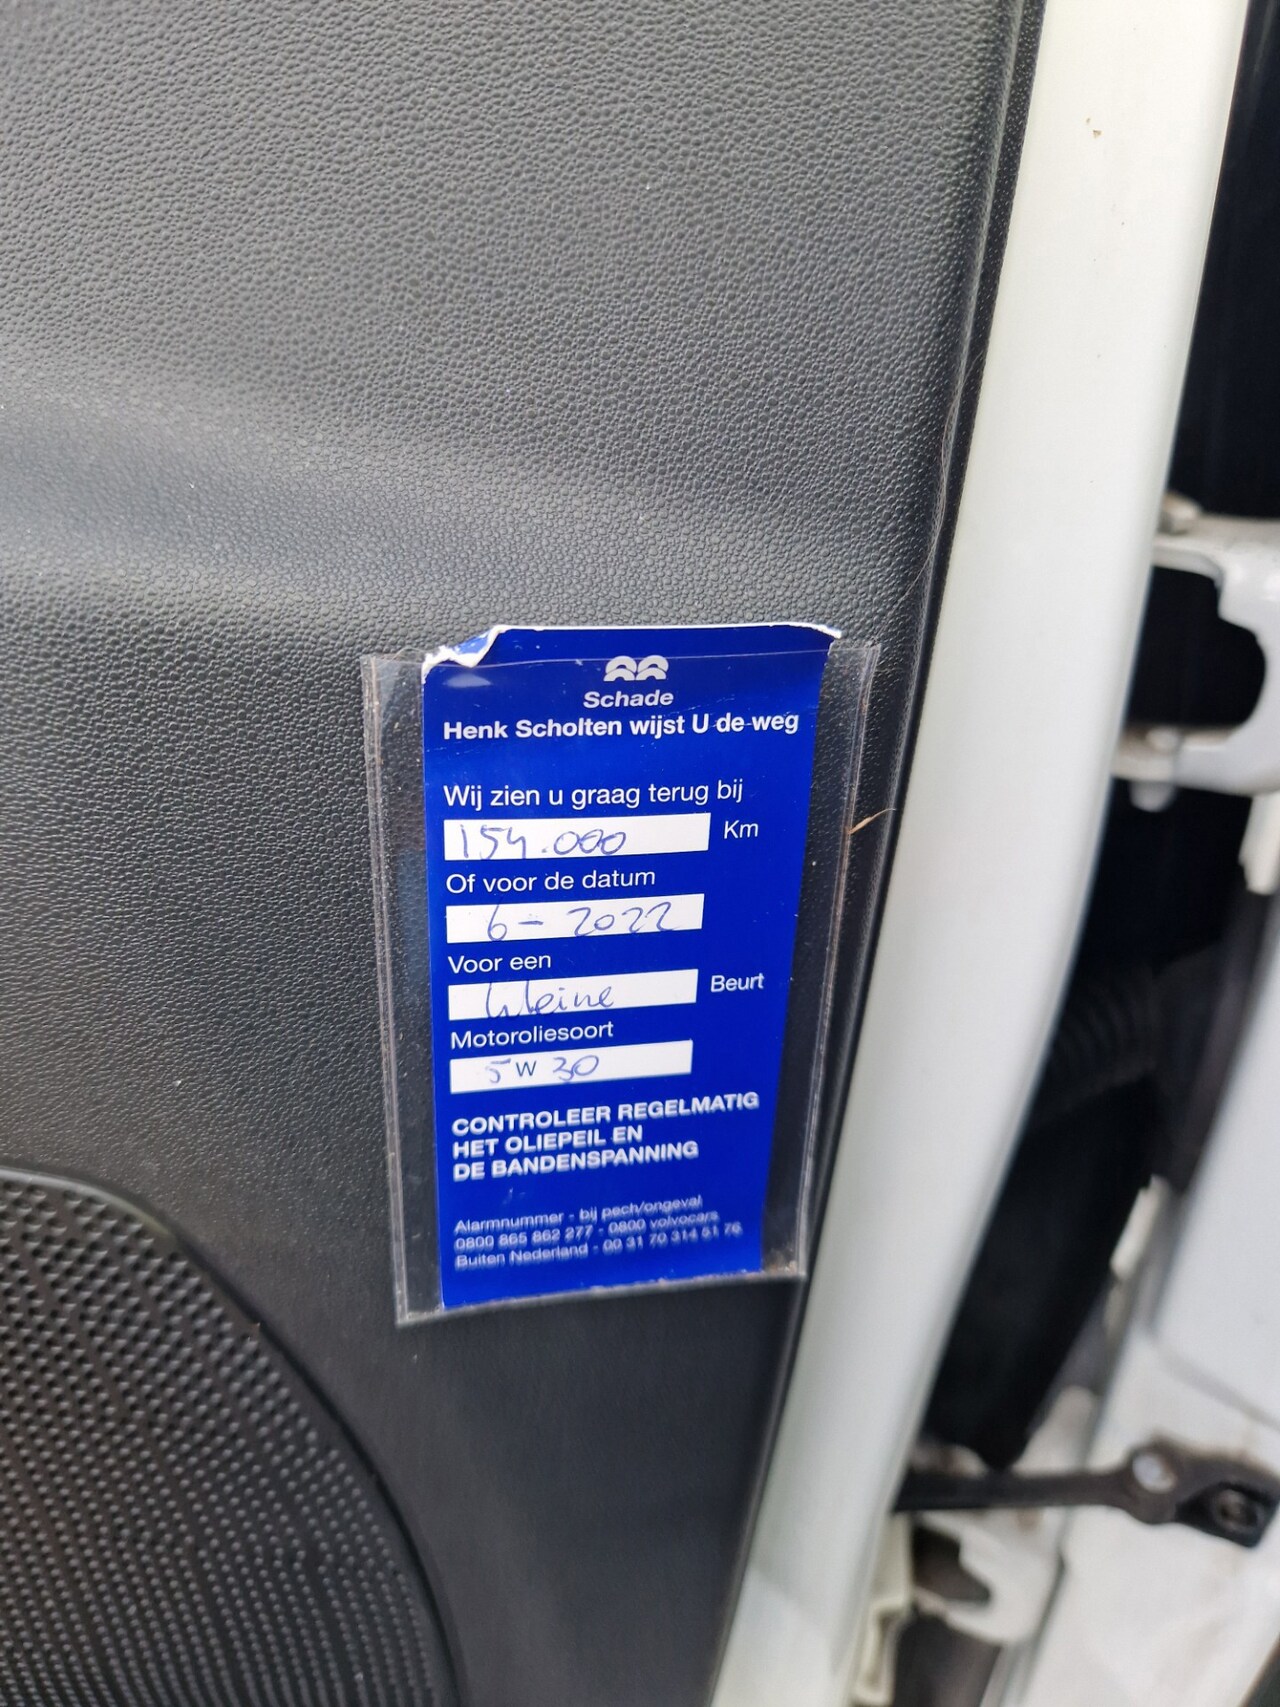 Schade
Henk Scholten wijst U de weg
Wij zien u graag terug bij
154.000 Km
Of voor de datum
6 - 2022
Voor een
kleine Beurt
Motoroliesoort
5 W 30
CONTROLEER REGELMATIG
HET OLIEPEIL EN
DE BANDENSPANNING
Alarmnummer - bij pech/ongeval
0800 865 862 277 - 0800 volvocars
Buiten Nederland - 00 31 70 314 51 76